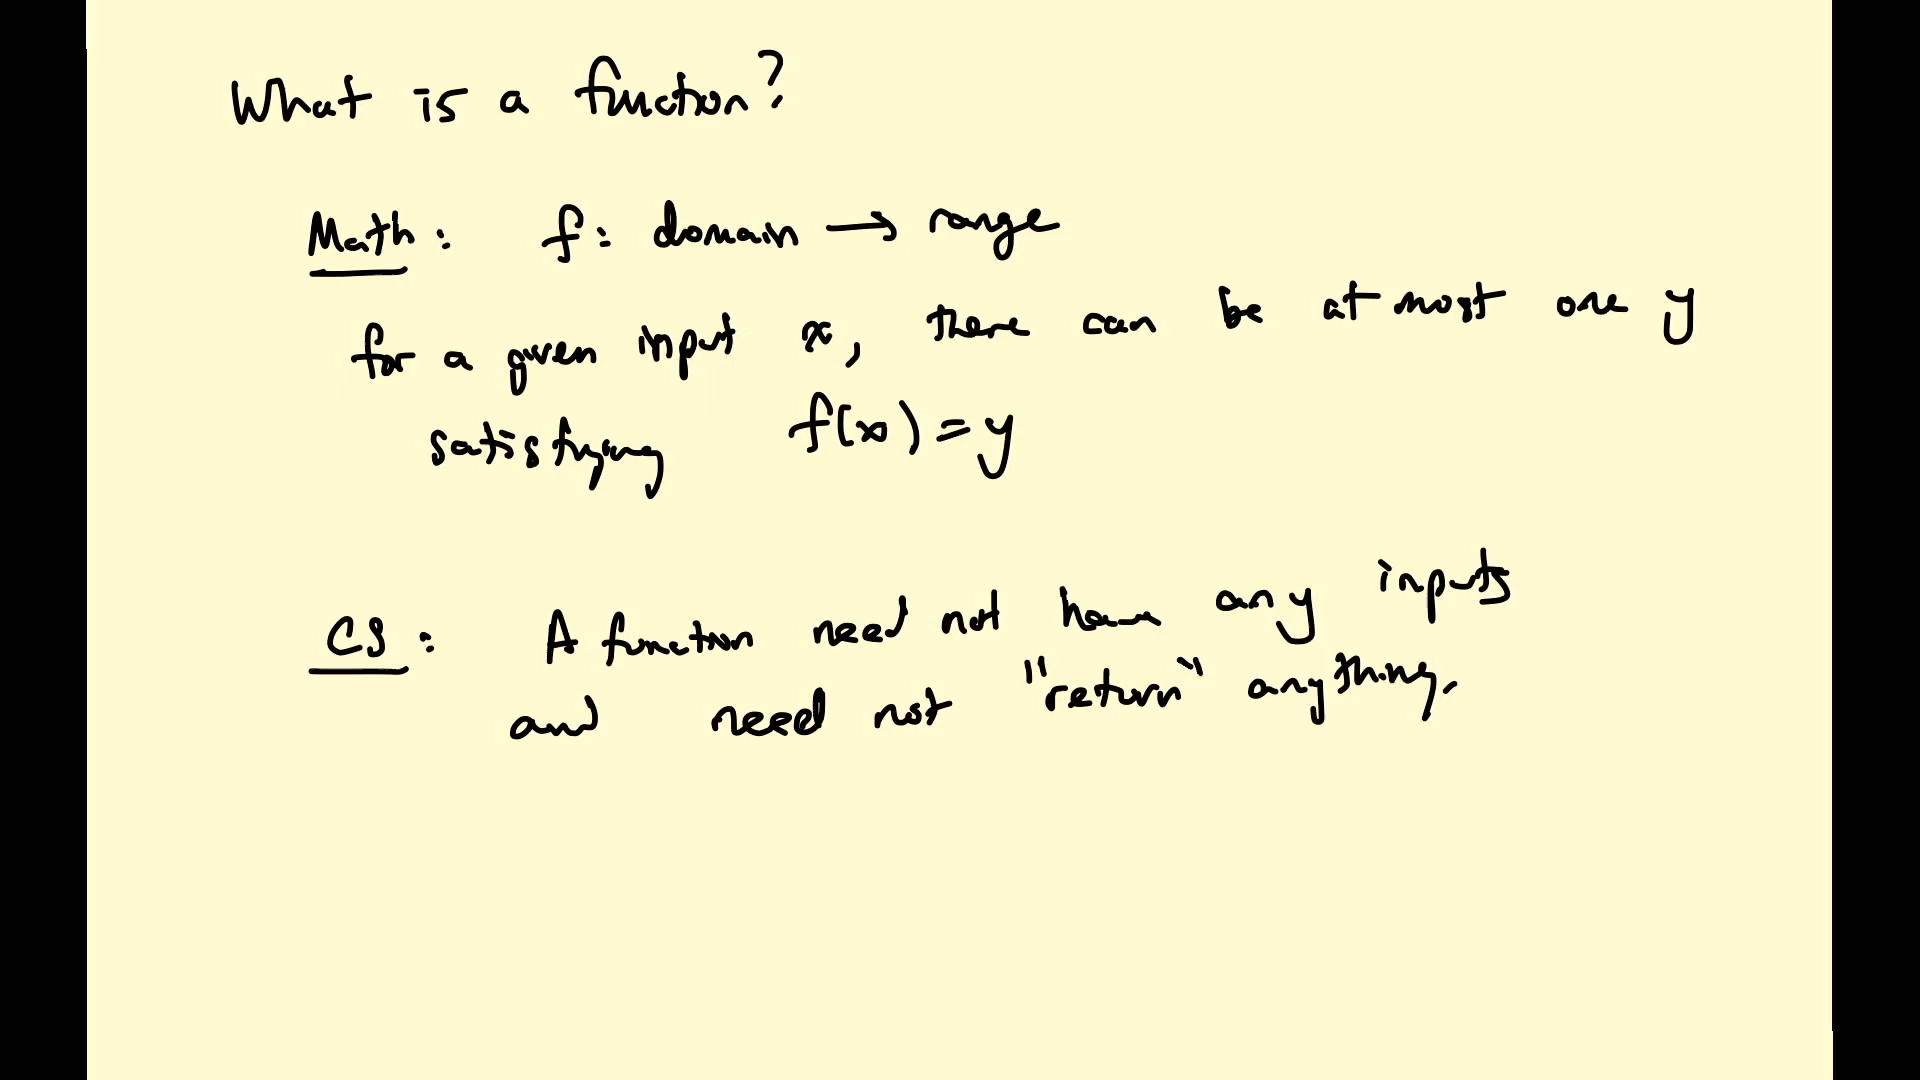 What is a function?
Math: f: domain → range
for a given input x, there can be at most one y
satisfying f(x) = y
CS: A function need not have any inputs
and need not "return" anything.